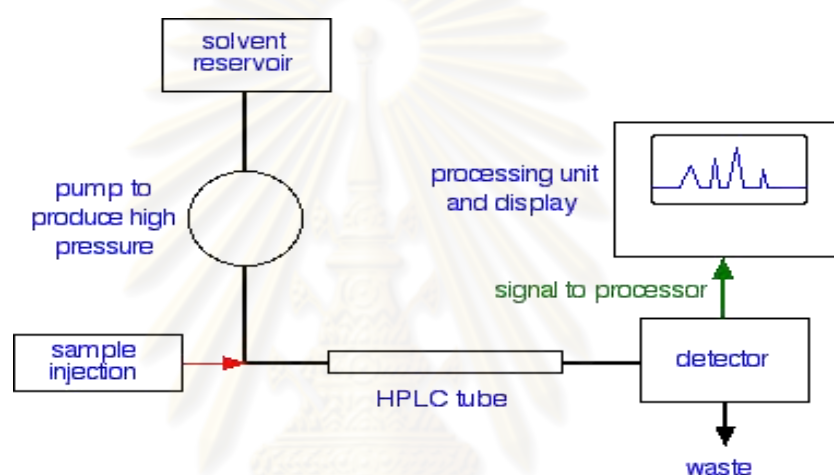 solvent
reservoir
pump to
produce high
pressure
processing unit
and display
signal to processor
sample
injection
HPLC tube
detector
waste